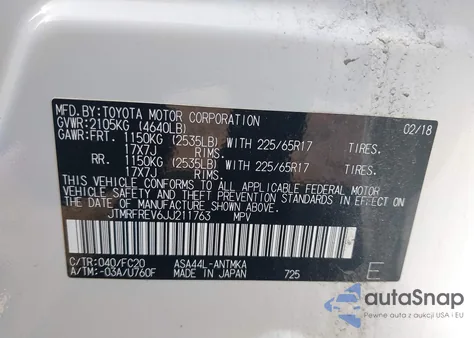 MFD.BY:TOYOTA MOTOR CORPORATION 02/18
GVWR:2105KG (4640LB)
GAWR:FRT. 1150KG (2535LB) WITH 225/65R17 TIRES.
17X7J RIMS.
RR. 1150KG (2535LB) WITH 225/65R17 TIRES.
17X7J RIMS.
THIS VEHICLE CONFORMS TO ALL APPLICABLE FEDERAL MOTOR
VEHICLE SAFETY AND THEFT PREVENTION STANDARDS IN EFFECT ON
THE DATE OF MANUFACTURE SHOWN ABOVE.
JTMRFREV6JJ211763 MPV
C/TR:040/FC20 ASA44L-ANTMKA
A/TM:-03A/U760F MADE IN JAPAN 725 E
autoSnap
Pewne auta z aukcji w USA i Kanadzie